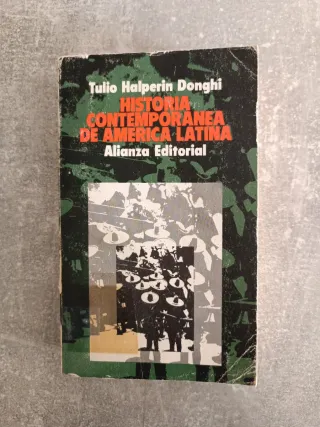 Tulio Halperin Donghi
HISTORIA
CONTEMPORANEA
DE AMERICA LATINA
Alianza Editorial